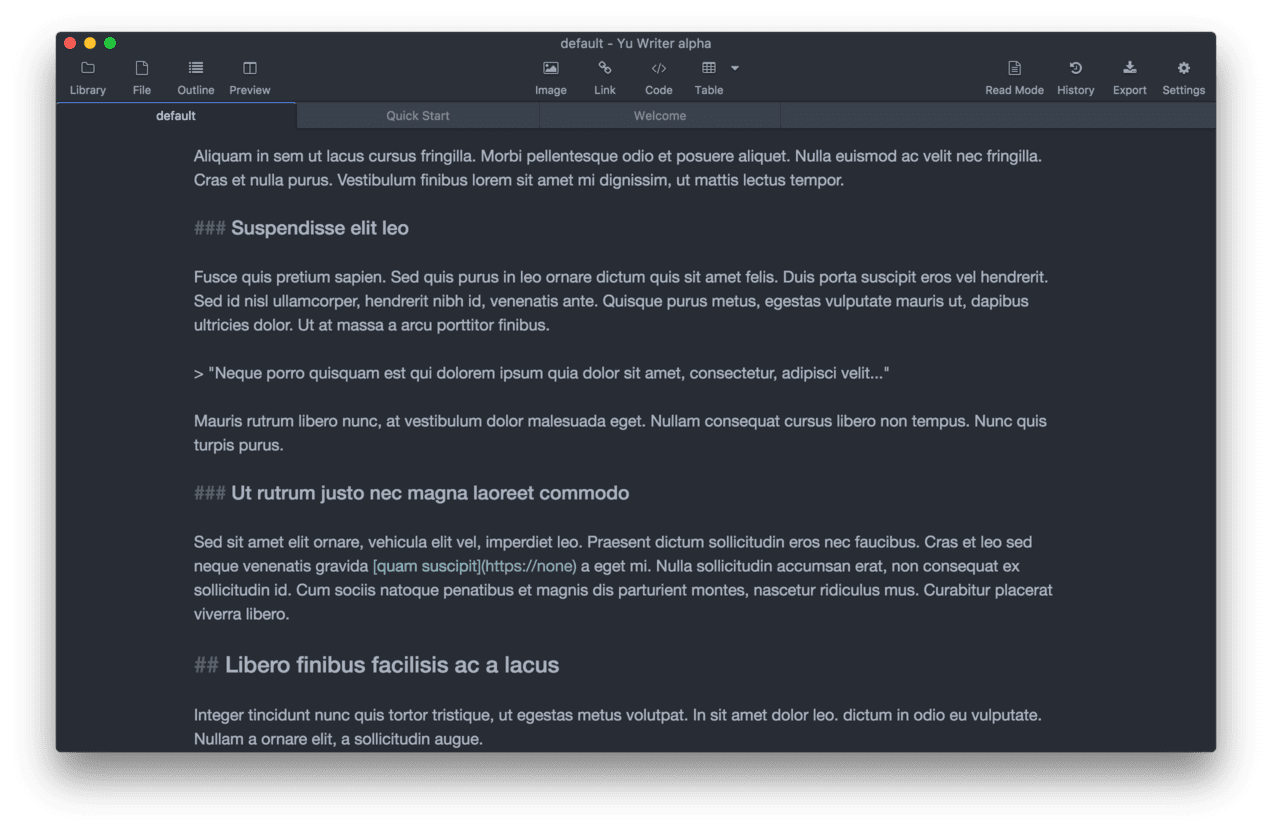 default - Yu Writer alpha
Library File Outline Preview Image Link Code Table Read Mode History Export Settings
default Quick Start Welcome
Aliquam in sem ut lacus cursus fringilla. Morbi pellentesque odio et posuere aliquet. Nulla euismod ac velit nec fringilla.
Cras et nulla purus. Vestibulum finibus lorem sit amet mi dignissim, ut mattis lectus tempor.
### Suspendisse elit leo
Fusce quis pretium sapien. Sed quis purus in leo ornare dictum quis sit amet felis. Duis porta suscipit eros vel hendrerit.
Sed id nisl ullamcorper, hendrerit nibh id, venenatis ante. Quisque purus metus, egestas vulputate mauris ut, dapibus
ultricies dolor. Ut at massa a arcu porttitor finibus.
> "Neque porro quisquam est qui dolorem ipsum quia dolor sit amet, consectetur, adipisci velit..."
Mauris rutrum libero nunc, at vestibulum dolor malesuada eget. Nullam consequat cursus libero non tempus. Nunc quis
turpis purus.
### Ut rutrum justo nec magna laoreet commodo
Sed sit amet elit ornare, vehicula elit vel, imperdiet leo. Praesent dictum sollicitudin eros nec faucibus. Cras et leo sed
neque venenatis gravida [quam suscipit](https://none) a eget mi. Nulla sollicitudin accumsan erat, non consequat ex
sollicitudin id. Cum sociis natoque penatibus et magnis dis parturient montes, nascetur ridiculus mus. Curabitur placerat
viverra libero.
## Libero finibus facilisis ac a lacus
Integer tincidunt nunc quis tortor tristique, ut egestas metus volutpat. In sit amet dolor leo. dictum in odio eu vulputate.
Nullam a ornare elit, a sollicitudin augue.